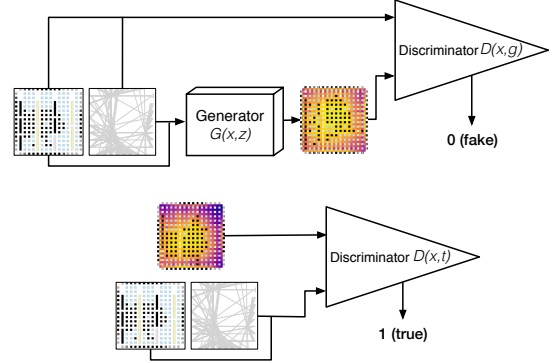 Discriminator D(x,g)
Generator
G(x,z)
0 (fake)
Discriminator D(x,t)
1 (true)